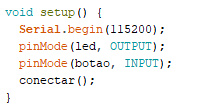 void setup() {
  Serial.begin(115200);
  pinMode(led, OUTPUT);
  pinMode(botao, INPUT);
  conectar();
}